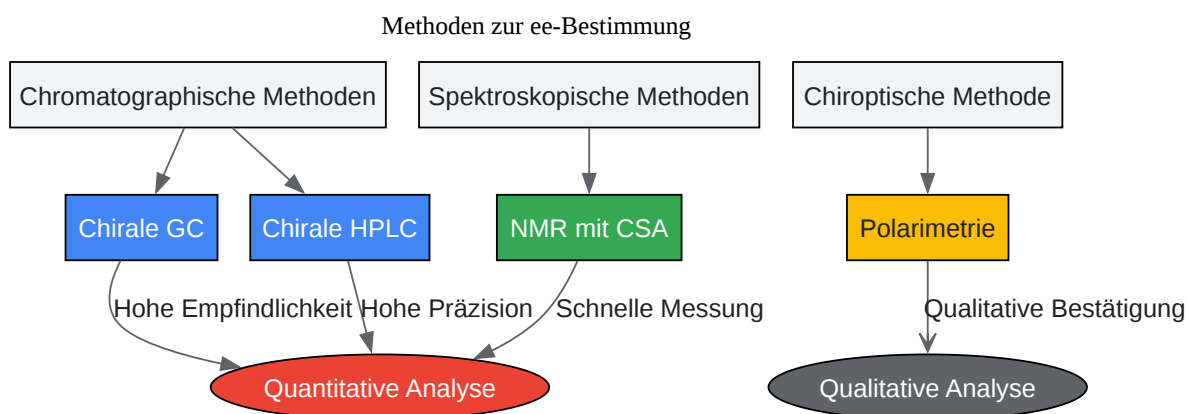 Methoden zur ee-Bestimmung
Chromatographische Methoden
Spektroskopische Methoden
Chiroptische Methode
Chirale GC
Chirale HPLC
NMR mit CSA
Polarimetrie
Hohe Empfindlichkeit
Hohe Präzision
Schnelle Messung
Qualitative Bestätigung
Quantitative Analyse
Qualitative Analyse